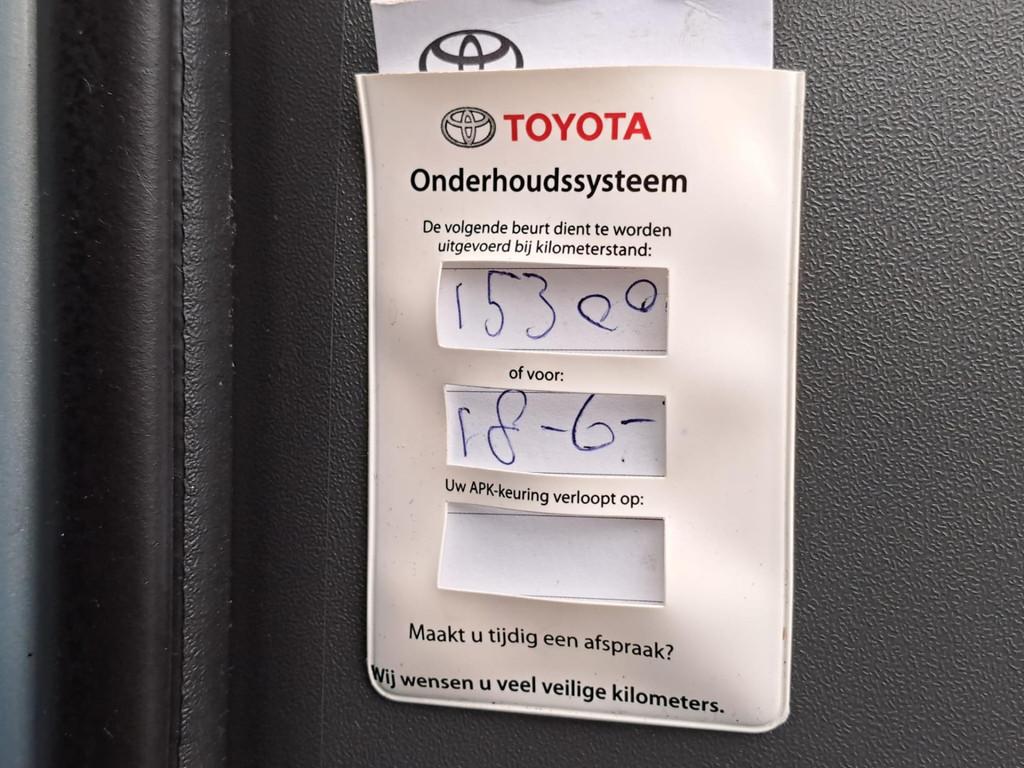 TOYOTA
Onderhoudssysteem
De volgende beurt dient te worden
uitgevoerd bij kilometerstand:
15300
of voor:
18-6-
Uw APK-keuring verloopt op:
Maakt u tijdig een afspraak?
Wij wensen u veel veilige kilometers.